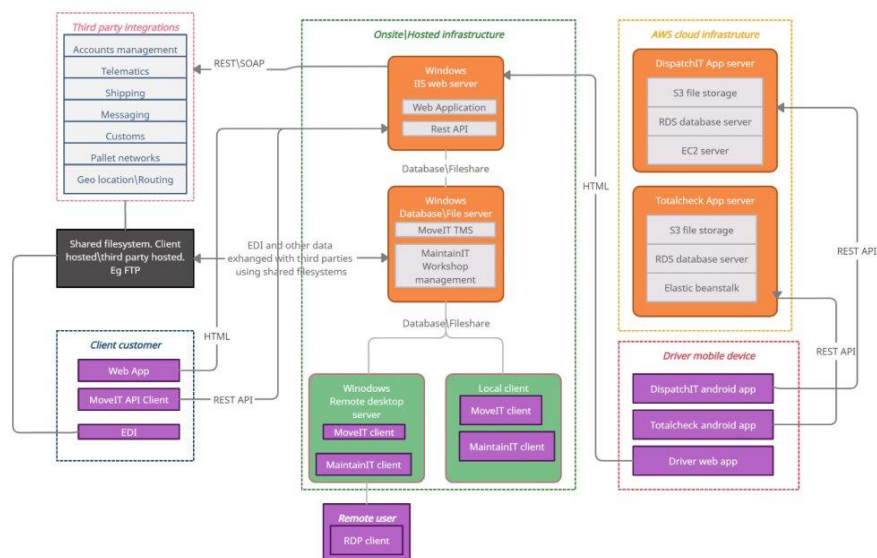 Third party integrations
Accounts management
Telematics
Shipping
Messaging
Customs
Pallet networks
Geo location\Routing
REST\SOAP
Shared filesystem. Client
hosted\third party hosted.
Eg FTP
EDI and other data
exhanged with third parties
using shared filesystems
HTML
Client customer
Web App
MoveIT API Client
EDI
REST API
Onsite|Hosted infrastructure
Windows
IIS web server
Web Application
Rest API
Database\Fileshare
Windows
Database\File server
MoveIT TMS
MaintainIT
Workshop
management
Database\Fileshare
Winodows
Remote desktop
server
MoveIT client
MaintainIT client
Local client
MoveIT client
MaintainIT client
Remote user
RDP client
HTML
AWS cloud infrastruture
DispatchIT App server
S3 file storage
RDS database server
EC2 server
Totalcheck App server
S3 file storage
RDS database server
Elastic beanstalk
REST API
REST API
Driver mobile device
DispatchIT android app
Totalcheck android app
Driver web app